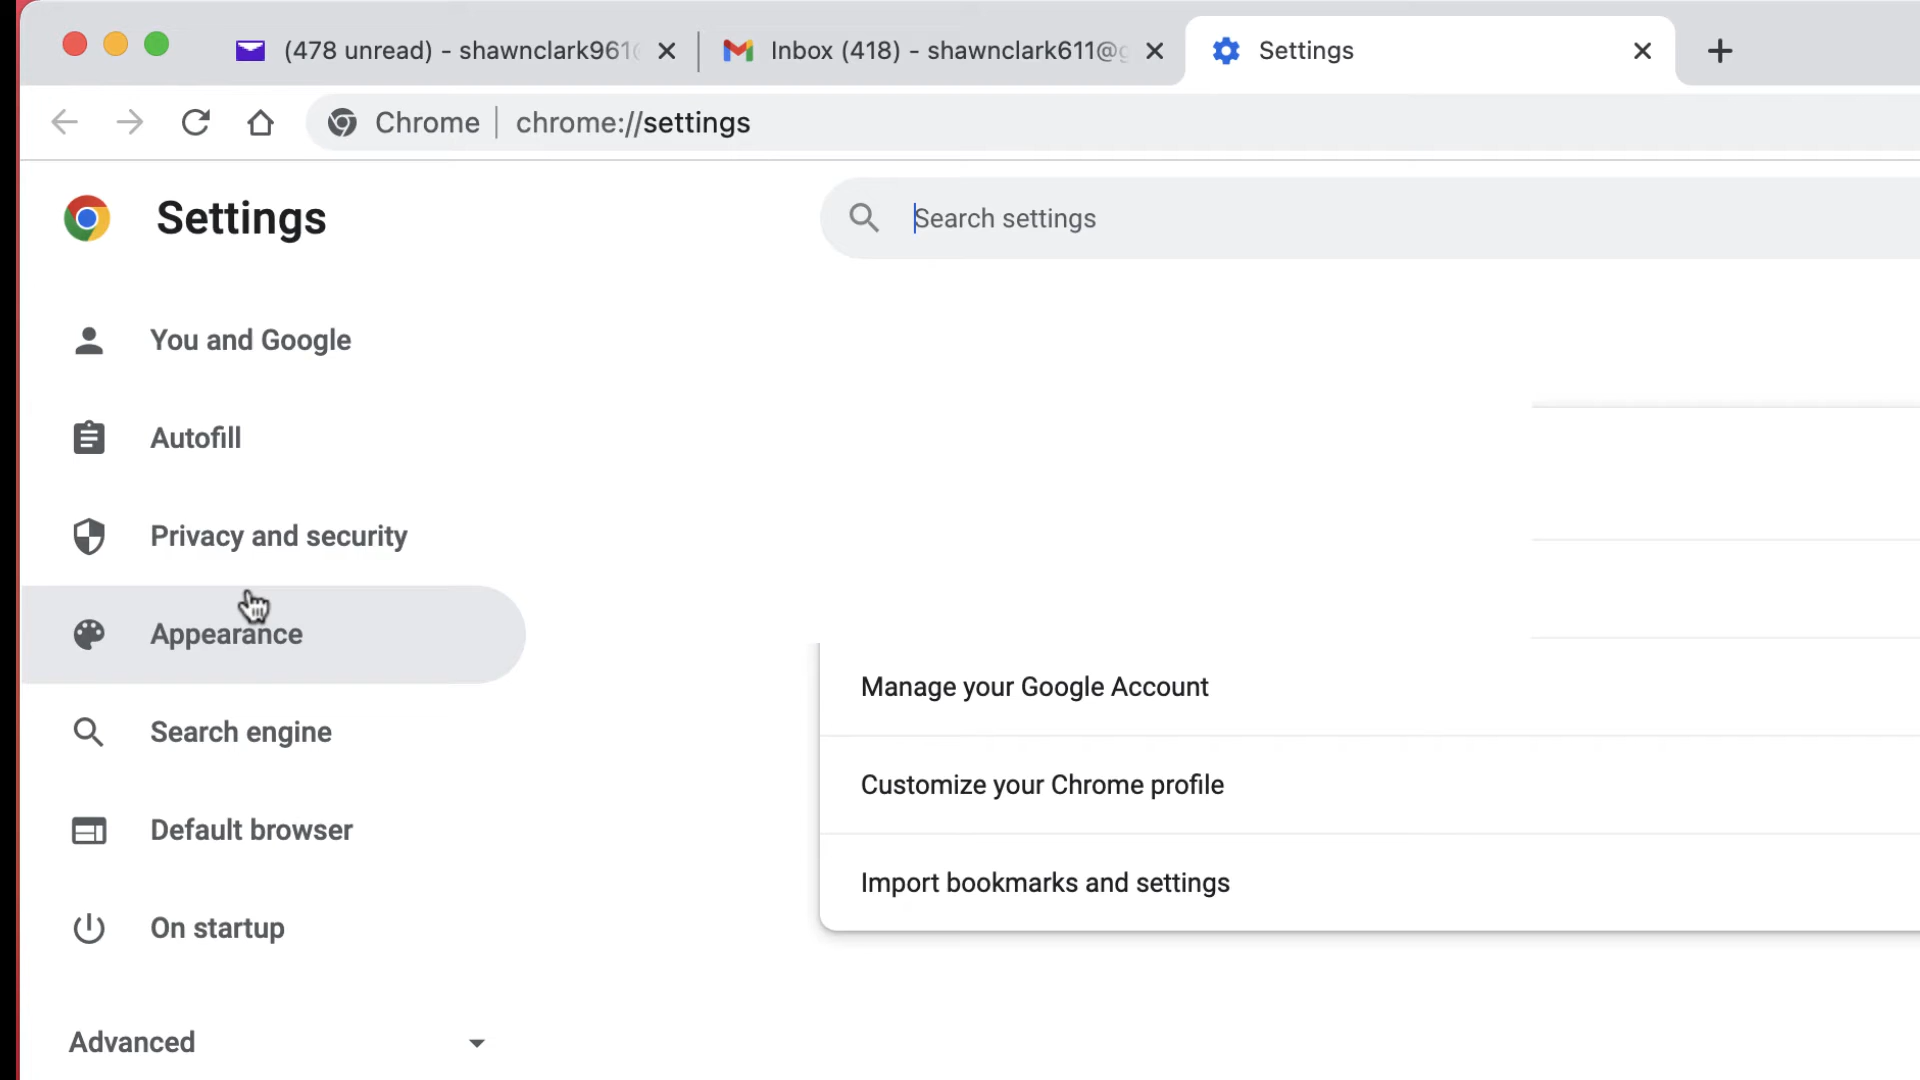 (478 unread) - shawnclark961@
Inbox (418) - shawnclark611@g
Settings
Chrome
chrome://settings
Settings
Search settings
You and Google
Autofill
Privacy and security
Appearance
Search engine
Default browser
On startup
Advanced
Manage your Google Account
Customize your Chrome profile
Import bookmarks and settings